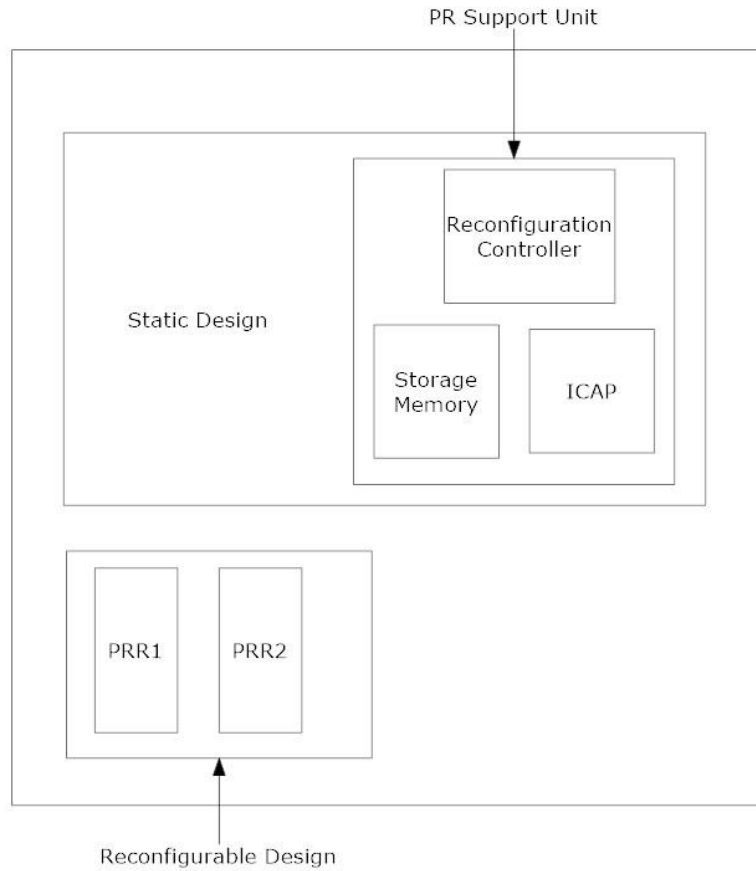 PR Support Unit
Reconfiguration
Controller
Static Design
Storage
Memory
ICAP
PRR1
PRR2
Reconfigurable Design